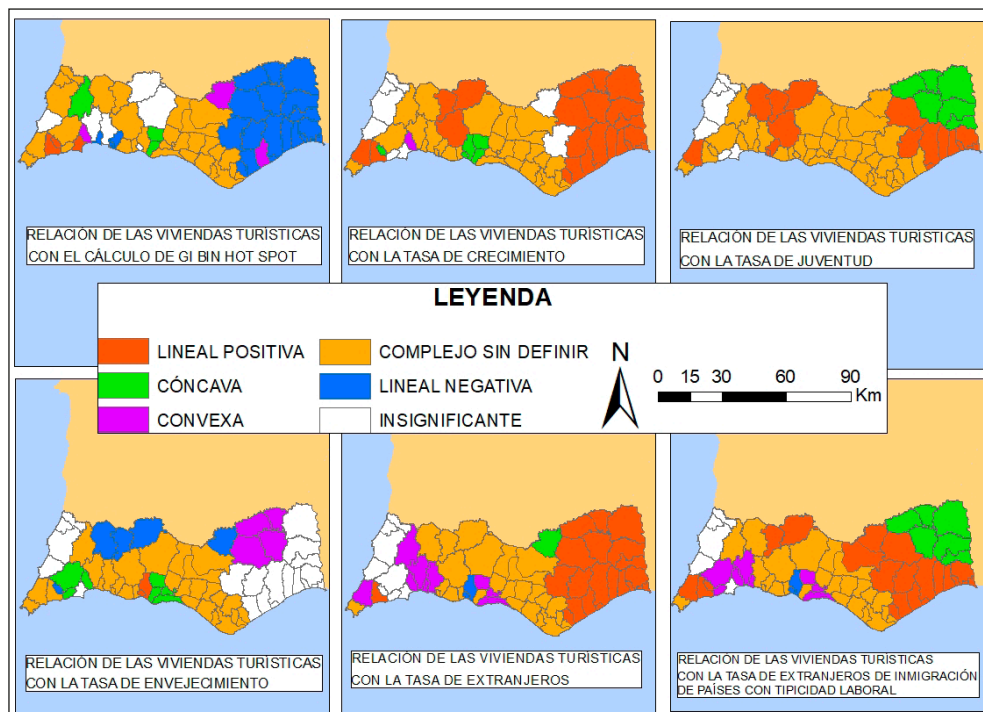 RELACIÓN DE LAS VIVIENDAS TURÍSTICAS
CON EL CÁLCULO DE GI BIN HOT SPOT
RELACIÓN DE LAS VIVIENDAS TURÍSTICAS
CON LA TASA DE CRECIMIENTO
RELACIÓN DE LAS VIVIENDAS TURÍSTICAS
CON LA TASA DE JUVENTUD
LEYENDA
LINEAL POSITIVA
COMPLEJO SIN DEFINIR
CÓNCAVA
LINEAL NEGATIVA
CONVEXA
INSIGNIFICANTE
N
0 15 30 60 90
Km
RELACIÓN DE LAS VIVIENDAS TURÍSTICAS
CON LA TASA DE ENVEJECIMIENTO
RELACIÓN DE LAS VIVIENDAS TURÍSTICAS
CON LA TASA DE EXTRANJEROS
RELACIÓN DE LAS VIVIENDAS TURÍSTICAS
CON LA TASA DE EXTRANJEROS DE INMIGRACIÓN
DE PAÍSES CON TIPICIDAD LABORAL